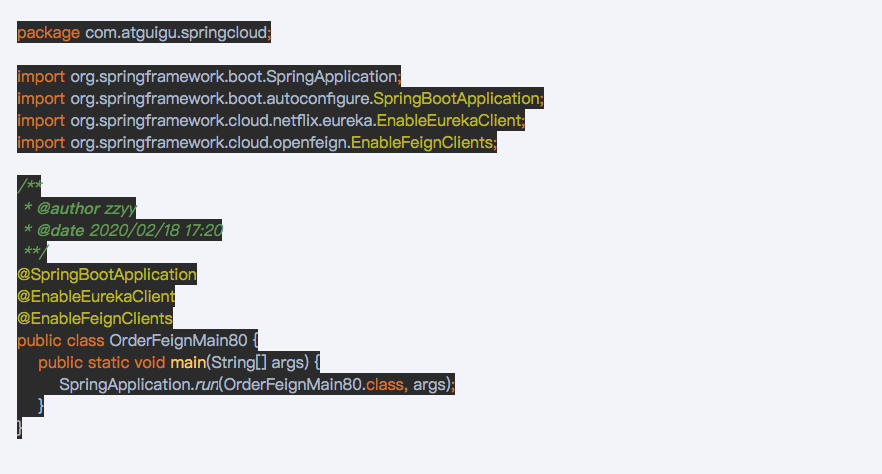 package com.atguigu.springcloud;
import org.springframework.boot.SpringApplication;
import org.springframework.boot.autoconfigure.SpringBootApplication;
import org.springframework.cloud.netflix.eureka.EnableEurekaClient;
import org.springframework.cloud.openfeign.EnableFeignClients;
/**
 * @author zzyy
 * @date 2020/02/18 17:20
 **/
@SpringBootApplication
@EnableEurekaClient
@EnableFeignClients
public class OrderFeignMain80 {
    public static void main(String[] args) {
        SpringApplication.run(OrderFeignMain80.class, args);
    }
}